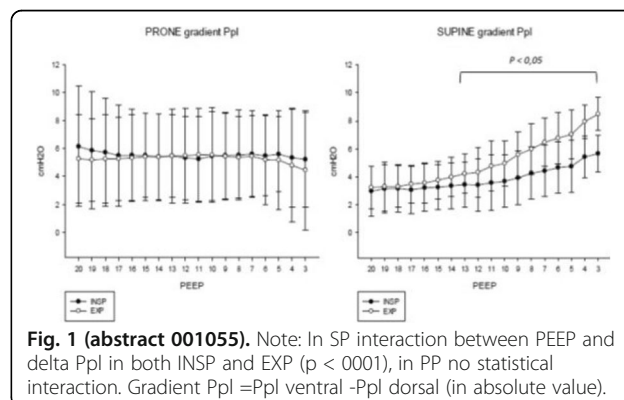 PRONE gradient Ppl
SUPINE gradient Ppl
P < 0,05
12
10
8
6
4
2
0
cmH2O
20 19 18 17 16 15 14 13 12 11 10 9 8 7 6 5 4 3
PEEP
INSP
EXP
12
10
8
6
4
2
0
cmH2O
20 19 18 17 16 15 14 13 12 11 10 9 8 7 6 5 4 3
PEEP
INSP
EXP
Fig. 1 (abstract 001055). Note: In SP interaction between PEEP and
delta Ppl in both INSP and EXP (p < 0001), in PP no statistical
interaction. Gradient Ppl =Ppl ventral -Ppl dorsal (in absolute value).